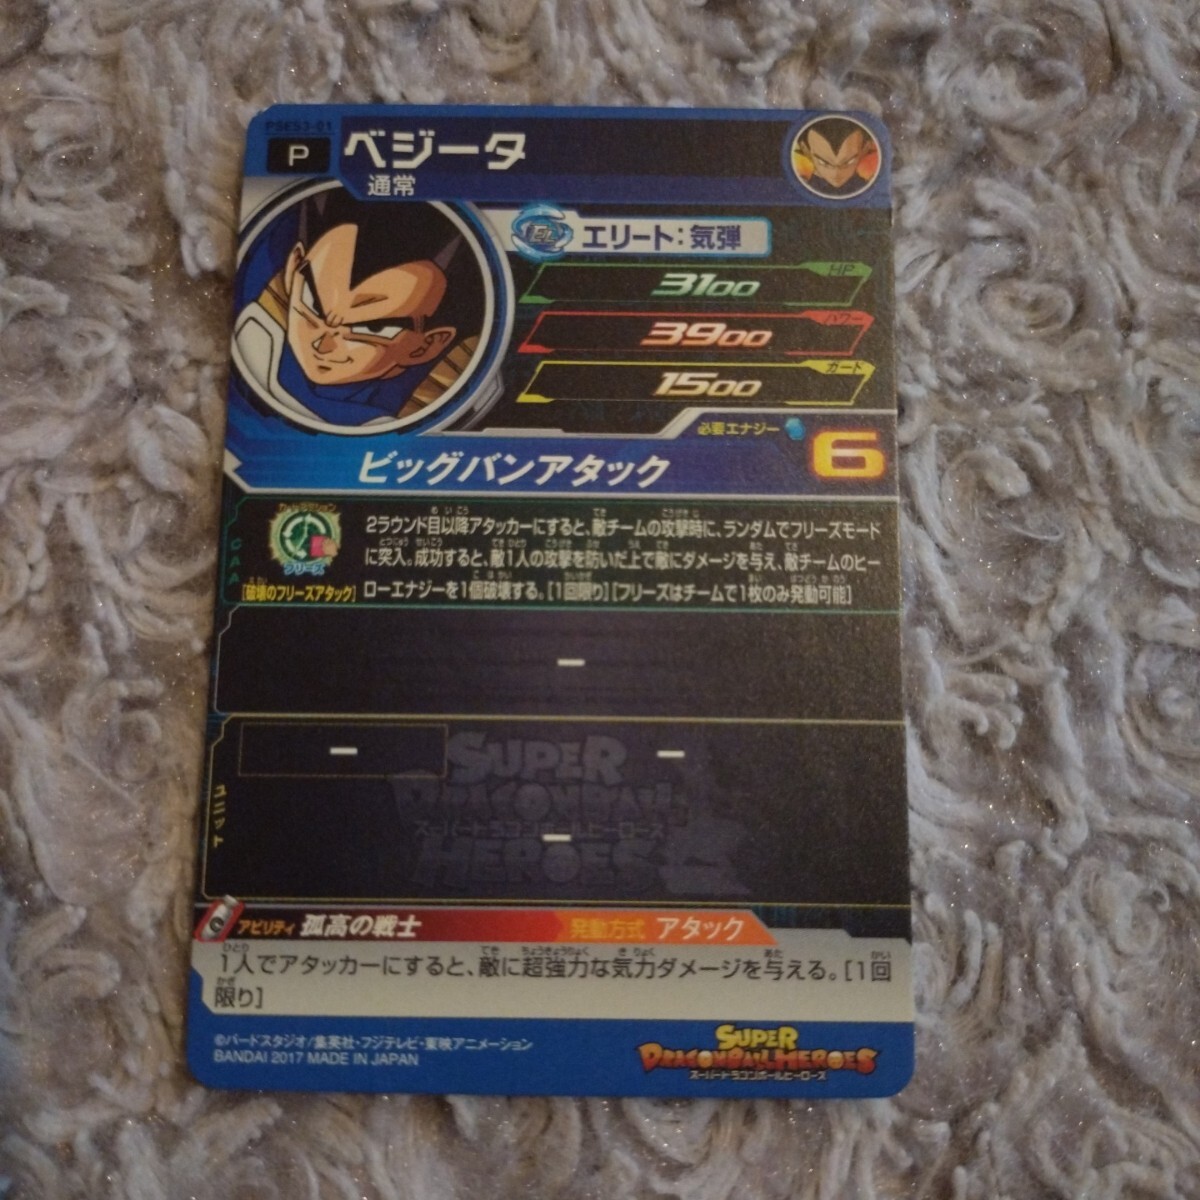 PSES3-01
P
ベジータ
通常
EL
エリート:気弾
HP
3100
パワー
3900
ガード
1500
必要エナジー
6
ビッグバンアタック
CAA
フリーズ
[破壊のフリーズアタック]
2ラウンド目以降アタッカーにすると、敵チームの攻撃時に、ランダムでフリーズモード
に突入。成功すると、敵1人の攻撃を防いだ上で敵にダメージを与え、敵チームのヒー
ローエナジーを1個破壊する。[1回限り][フリーズはチームで1枚のみ発動可能]
ー
ー
ー
ユニット
ー
SUPER
DRAGONBALL
スーパードラゴンボールヒーローズ
HEROES
アビリティ 孤高の戦士 発動方式 アタック
1人でアタッカーにすると、敵に超強力な気力ダメージを与える。[1回
限り]
©バードスタジオ/集英社・フジテレビ・東映アニメーション
BANDAI 2017 MADE IN JAPAN
SUPER
DRAGONBALL HEROES
スーパードラゴンボールヒーローズ